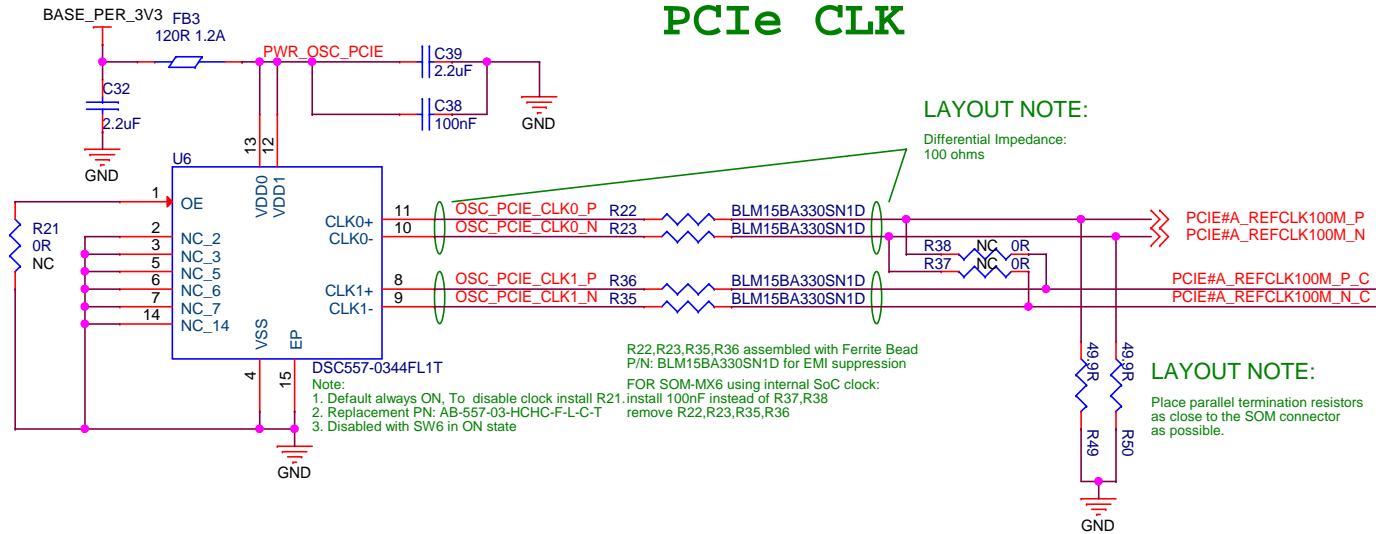 PCIe CLK
BASE_PER_3V3
FB3
120R 1.2A
PWR_OSC_PCIE
C39
2.2uF
C32
2.2uF
C38
100nF
GND
GND
LAYOUT NOTE:
Differential Impedance:
100 ohms
13
12
U6
VDD0
VDD1
1
OE
R21
0R
NC
2
NC_2
3
NC_3
5
NC_5
6
NC_6
7
NC_7
14
NC_14
CLK0+
11
OSC_PCIE_CLK0_P
R22
BLM15BA330SN1D
PCIE#A_REFCLK100M_P
CLK0-
10
OSC_PCIE_CLK0_N
R23
BLM15BA330SN1D
PCIE#A_REFCLK100M_N
R38
NC
0R
R37
NC
0R
CLK1+
8
OSC_PCIE_CLK1_P
R36
BLM15BA330SN1D
PCIE#A_REFCLK100M_P_C
CLK1-
9
OSC_PCIE_CLK1_N
R35
BLM15BA330SN1D
PCIE#A_REFCLK100M_N_C
VSS
EP
4
15
DSC557-0344FL1T
Note:
1. Default always ON, To disable clock install R21.
2. Replacement PN: AB-557-03-HCHC-F-L-C-T
3. Disabled with SW6 in ON state
GND
R22,R23,R35,R36 assembled with Ferrite Bead
P/N: BLM15BA330SN1D for EMI suppression
FOR SOM-MX6 using internal SoC clock:
install 100nF instead of R37,R38
remove R22,R23,R35,R36
49.9R
49.9R
R49
R50
GND
LAYOUT NOTE:
Place parallel termination resistors
as close to the SOM connector
as possible.